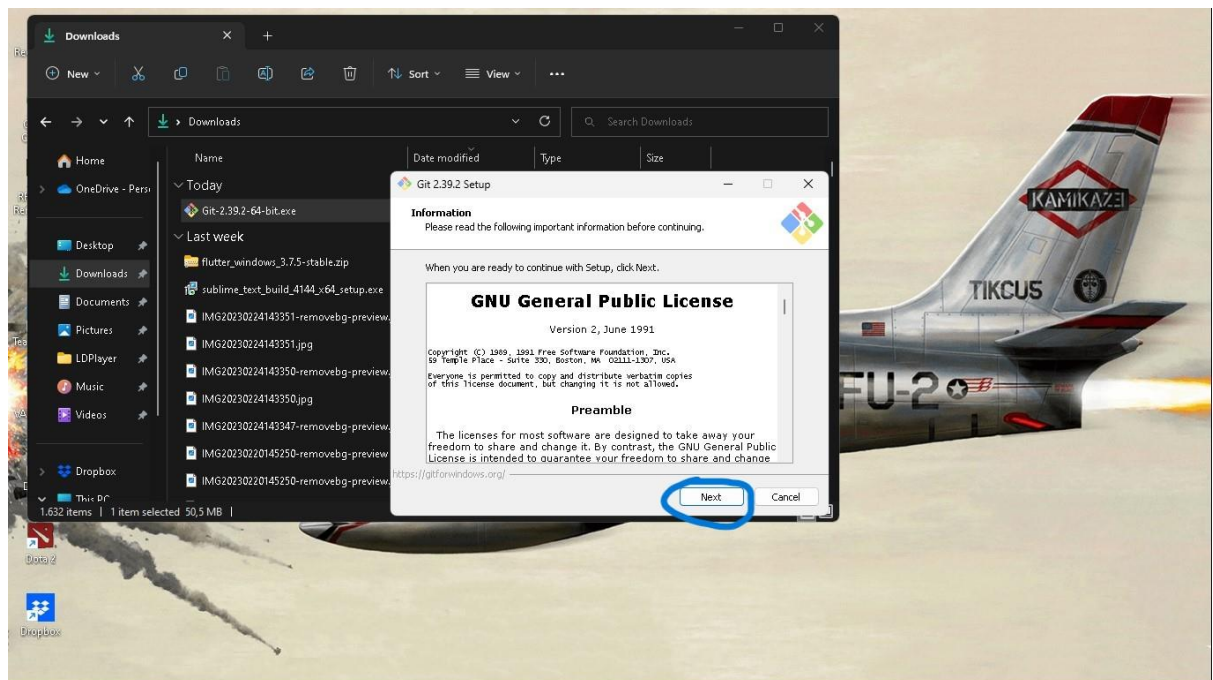 Downloads
New
Sort
View
Downloads
Search Downloads
Home
OneDrive - Persi
Desktop
Downloads
Documents
Pictures
LDPlayer
Music
Videos
Dropbox
This PC
Name Date modified Type Size
Today
Git-2.39.2-64-bit.exe
Last week
flutter_windows_3.7.5-stable.zip
sublime_text_build_4144_x64_setup.exe
IMG20230224143351-removebg-preview.
IMG20230224143351.jpg
IMG20230224143350-removebg-preview.
IMG20230224143350.jpg
IMG20230224143347-removebg-preview.
IMG20230220145250-removebg-preview
IMG20230220145250-removebg-preview.
1.632 items 1 item selected 50,5 MB
Git 2.39.2 Setup
Information
Please read the following important information before continuing.
When you are ready to continue with Setup, click Next.
GNU General Public License
Version 2, June 1991
Copyright (C) 1989, 1991 Free Software Foundation, Inc.
59 Temple Place - Suite 330, Boston, MA 02111-1307, USA
Everyone is permitted to copy and distribute verbatim copies
of this license document, but changing it is not allowed.
Preamble
The licenses for most software are designed to take away your
freedom to share and change it. By contrast, the GNU General Public
License is intended to guarantee your freedom to share and change
https://gitforwindows.org/
Next Cancel
KAMIKAZE
TIKCUS
FU-2
Dota 2
Dropbox